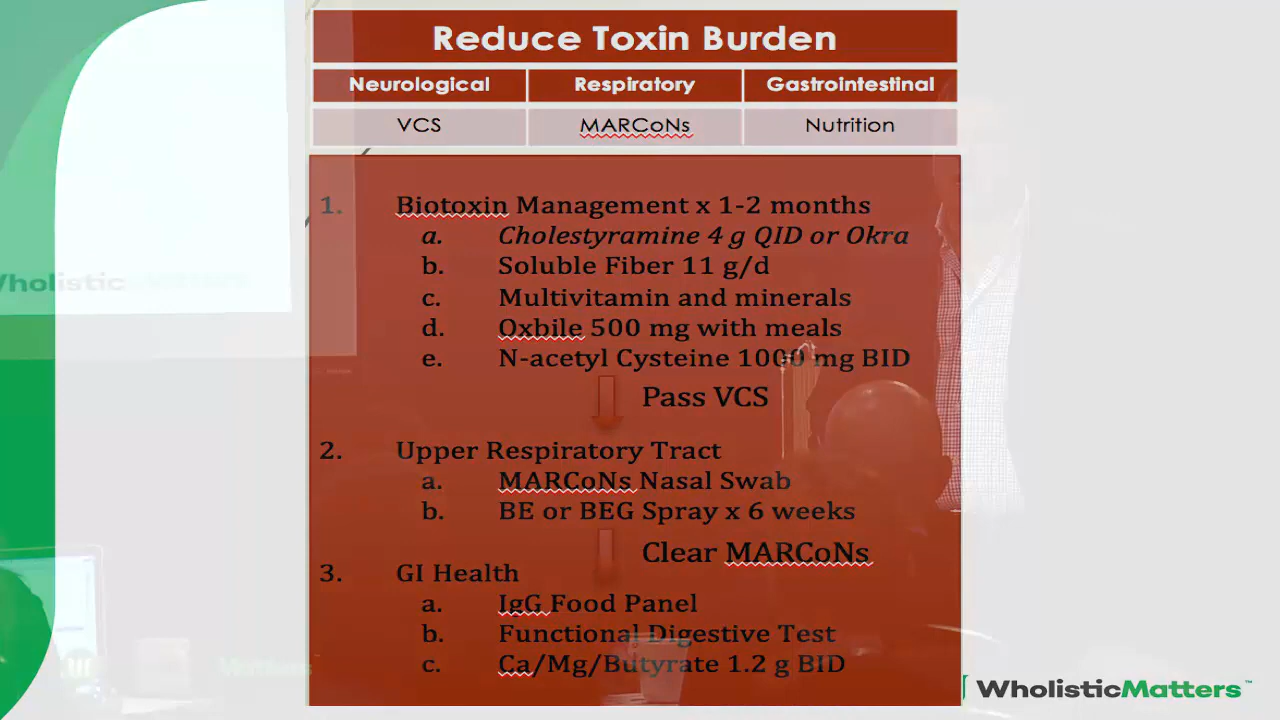 Reduce Toxin Burden
Neurological Respiratory Gastrointestinal
VCS MARCoNs Nutrition
1. Biotoxin Management x 1-2 months
a. Cholestyramine 4 g QID or Okra
b. Soluble Fiber 11 g/d
c. Multivitamin and minerals
d. Oxbile 500 mg with meals
e. N-acetyl Cysteine 1000 mg BID
Pass VCS
2. Upper Respiratory Tract
a. MARCoNs Nasal Swab
b. BE or BEG Spray x 6 weeks
Clear MARCoNs
3. GI Health
a. IgG Food Panel
b. Functional Digestive Test
c. Ca/Mg/Butyrate 1.2 g BID
Wholistic
Matters
WholisticMatters™